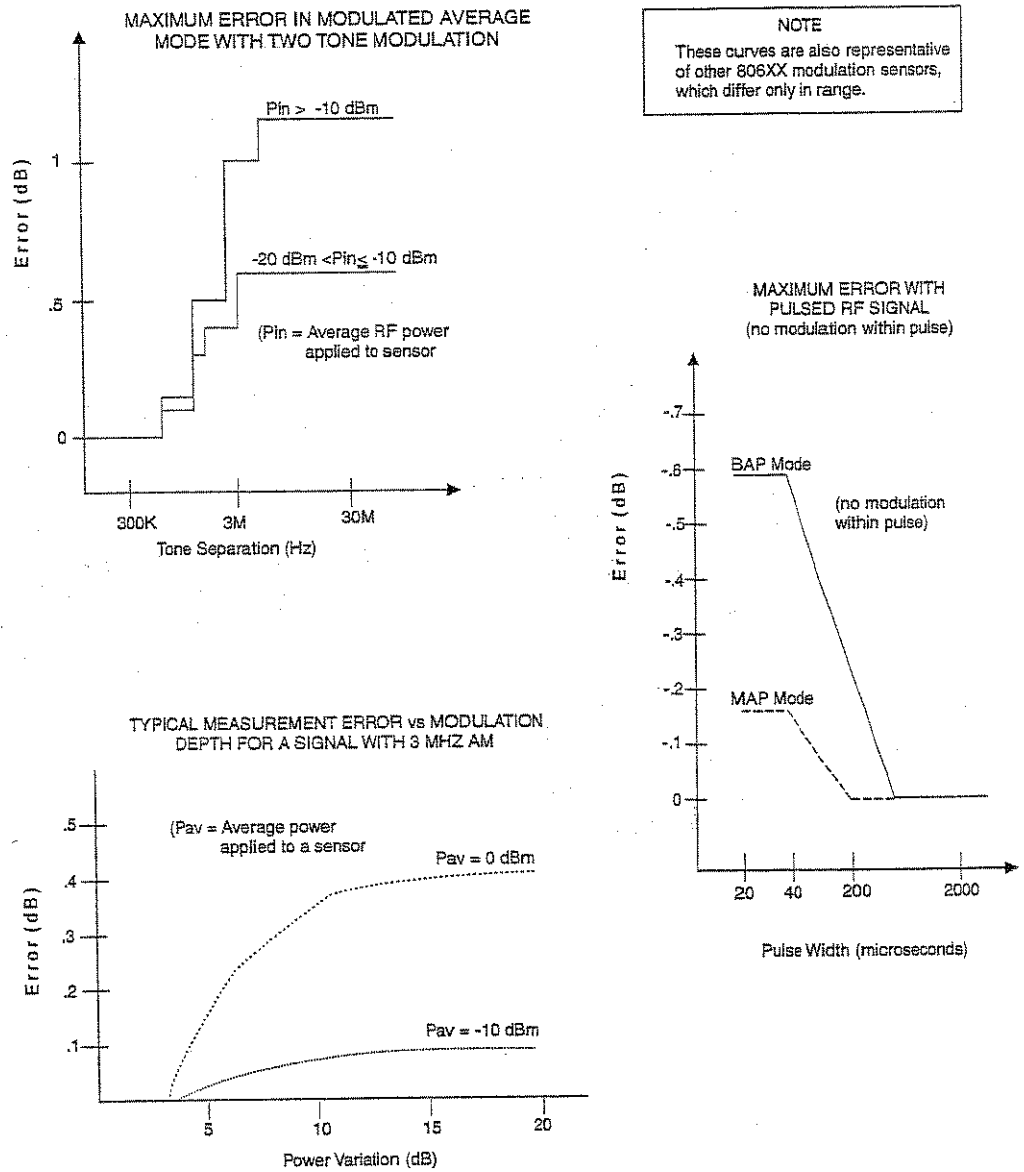 MAXIMUM ERROR IN MODULATED AVERAGE
MODE WITH TWO TONE MODULATION
Error (dB)
1
.5
0
Pin > -10 dBm
-20 dBm <Pin≤ -10 dBm
(Pin = Average RF power
applied to sensor
300K
3M
30M
Tone Separation (Hz)
NOTE
These curves are also representative
of other 806XX modulation sensors,
which differ only in range.
MAXIMUM ERROR WITH
PULSED RF SIGNAL
(no modulation within pulse)
Error (dB)
-.7
-.6
-.5
-.4
-.3
-.2
-.1
0
BAP Mode
(no modulation
within pulse)
MAP Mode
20
40
200
2000
Pulse Width (microseconds)
TYPICAL MEASUREMENT ERROR vs MODULATION
DEPTH FOR A SIGNAL WITH 3 MHZ AM
Error (dB)
.5
.4
.3
.2
.1
(Pav = Average power
applied to a sensor
Pav = 0 dBm
Pav = -10 dBm
5
10
15
20
Power Variation (dB)